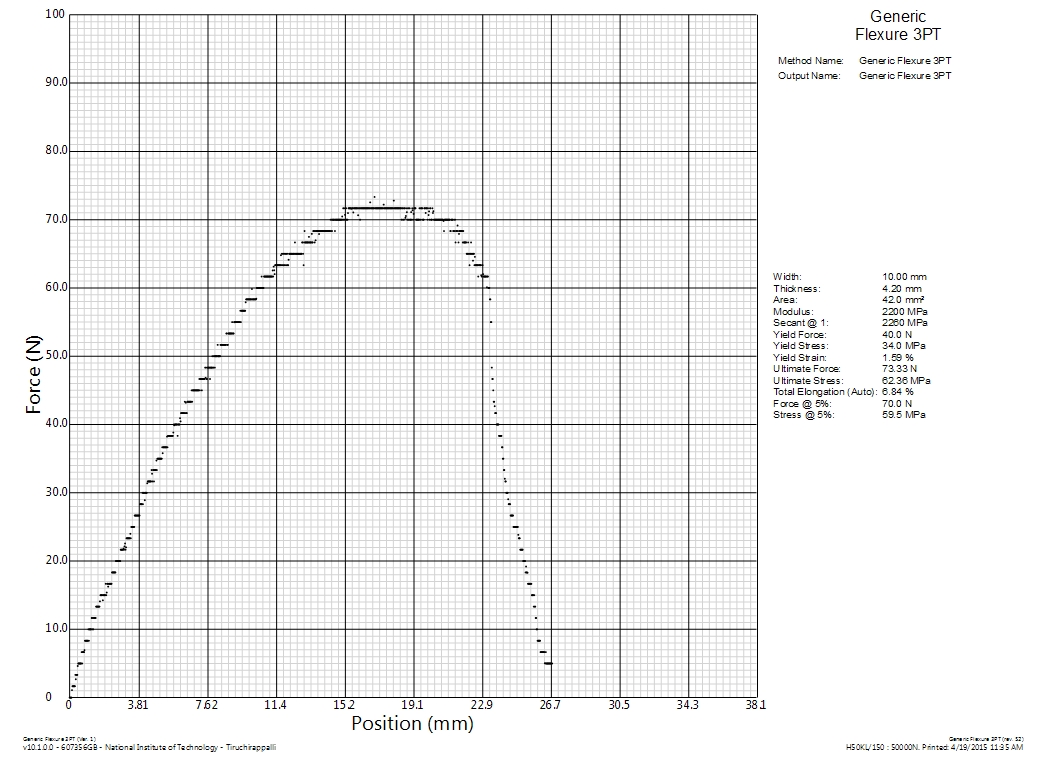 Generic
Flexure 3PT
Method Name: Generic Flexure 3PT
Output Name: Generic Flexure 3PT
100
90.0
80.0
70.0
60.0
50.0
40.0
30.0
20.0
10.0
0
Force (N)
0 3.81 7.62 11.4 15.2 19.1 22.9 26.7 30.5 34.3 38.1
Position (mm)
Width: 10.00 mm
Thickness: 4.20 mm
Area: 42.0 mm²
Modulus: 2200 MPa
Secant @ 1: 2260 MPa
Yield Force: 40.0 N
Yield Stress: 34.0 MPa
Yield Strain: 1.59 %
Ultimate Force: 73.33 N
Ultimate Stress: 62.36 MPa
Total Elongation (Auto): 6.84 %
Force @ 5%: 70.0 N
Stress @ 5%: 59.5 MPa
Generic Flexure 3PT (Ver. 1)
v10.1.0.0 - 607356GB - National Institute of Technology - Tiruchirappalli
Generic Flexure 3PT (rev. 52)
H50KL/150 : 50000N. Printed: 4/19/2015 11:35 AM